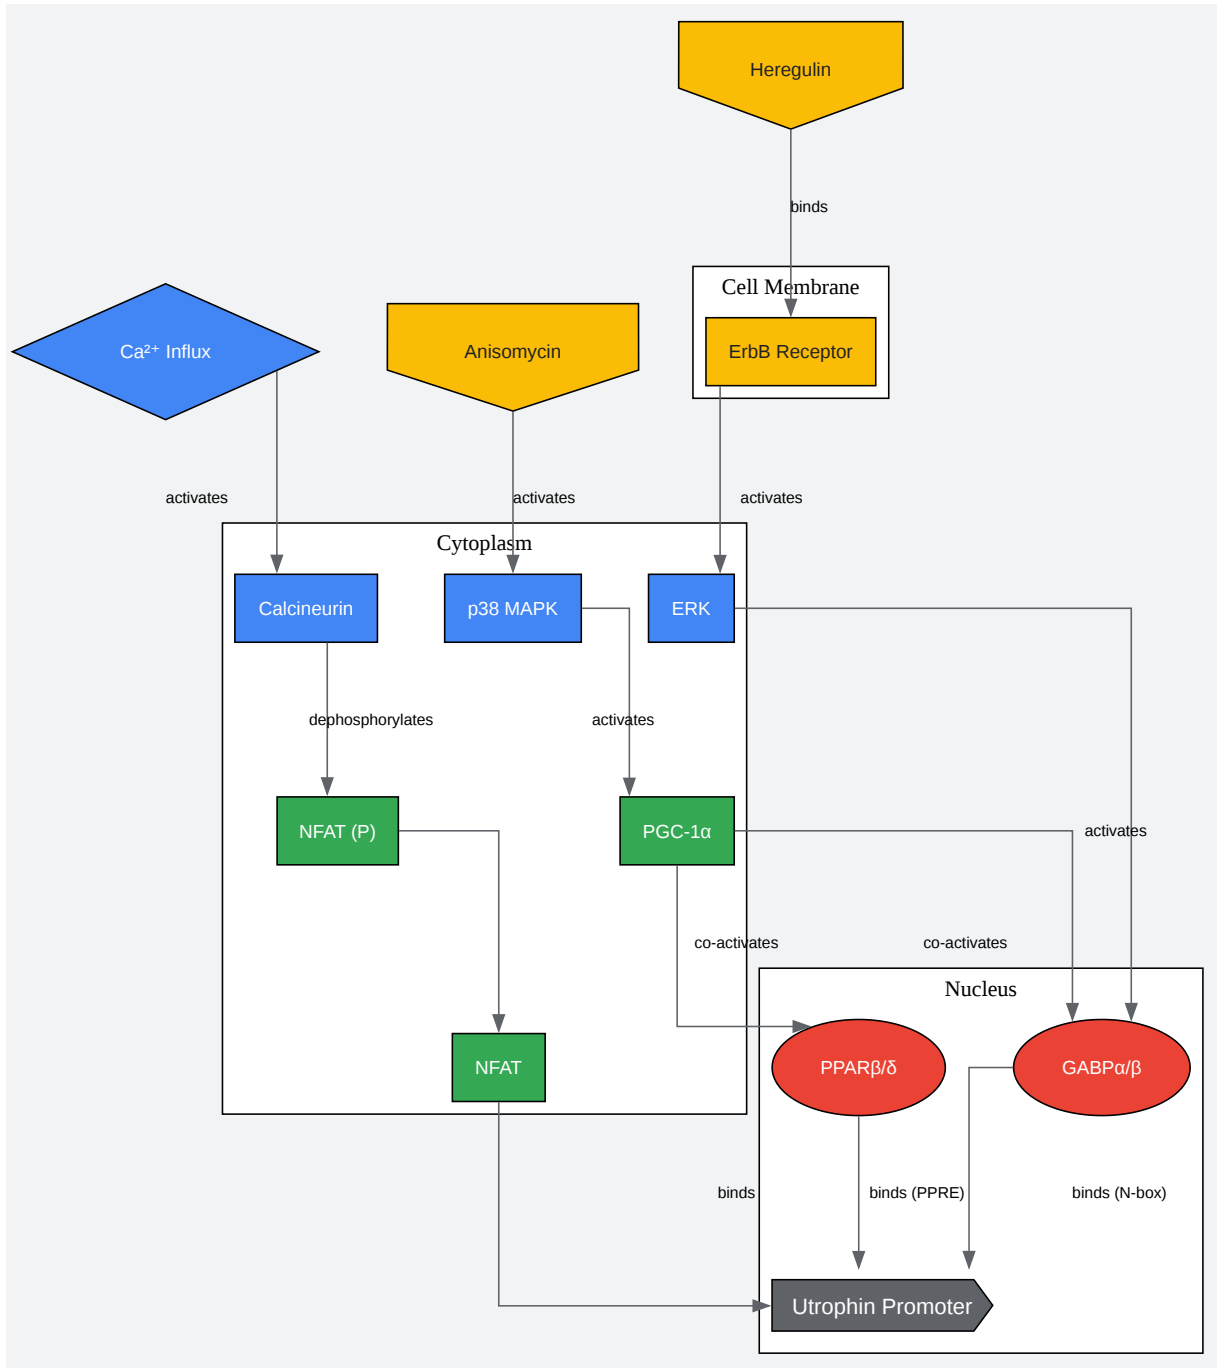 Heregulin
binds
Cell Membrane
Ca²⁺ Influx
Anisomycin
ErbB Receptor
activates
activates
activates
Cytoplasm
Calcineurin
p38 MAPK
ERK
dephosphorylates
activates
NFAT (P)
PGC-1α
activates
co-activates
co-activates
Nucleus
NFAT
PPARβ/δ
GABPα/β
binds
binds (PPRE)
binds (N-box)
Utrophin Promoter